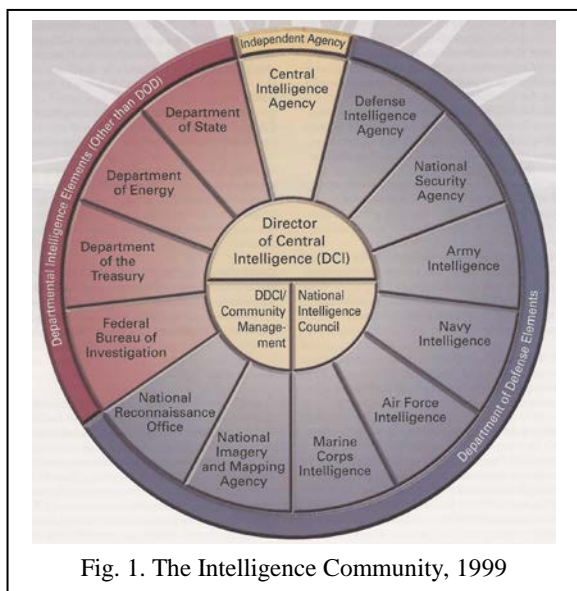 Independent Agency
Central
Intelligence
Agency
Departmental Intelligence Elements (Other than DOD)
Department
of State
Department
of Energy
Department
of the
Treasury
Federal
Bureau of
Investigation
Defense
Intelligence
Agency
National
Security
Agency
Army
Intelligence
Navy
Intelligence
Air Force
Intelligence
Marine
Corps
Intelligence
National
Imagery
and Mapping
Agency
National
Reconnaissance
Office
Department of Defense Elements
Director
of Central
Intelligence (DCI)
DDCI/
Community
Manage-
ment
National
Intelligence
Council
Fig. 1. The Intelligence Community, 1999